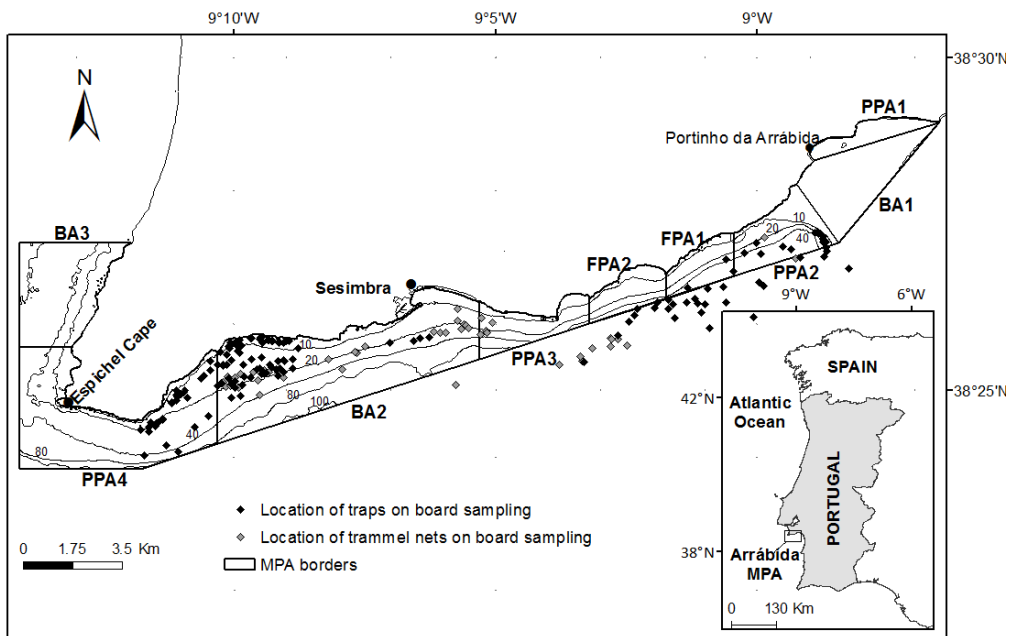 9°10'W 9°5'W 9°W
38°30'N
N
PPA1
Portinho da Arrábida
BA1
BA3
FPA1
20 10
40
FPA2
PPA2
Sesimbra
10
20
PPA3
Espichel Cape
80
100
BA2
40
80
PPA4
38°25'N
Location of traps on board sampling
Location of trammel nets on board sampling
MPA borders
0 1.75 3.5 Km
9°W 6°W
SPAIN
42°N
Atlantic
Ocean
PORTUGAL
38°N
Arrábida
MPA
0 130 Km